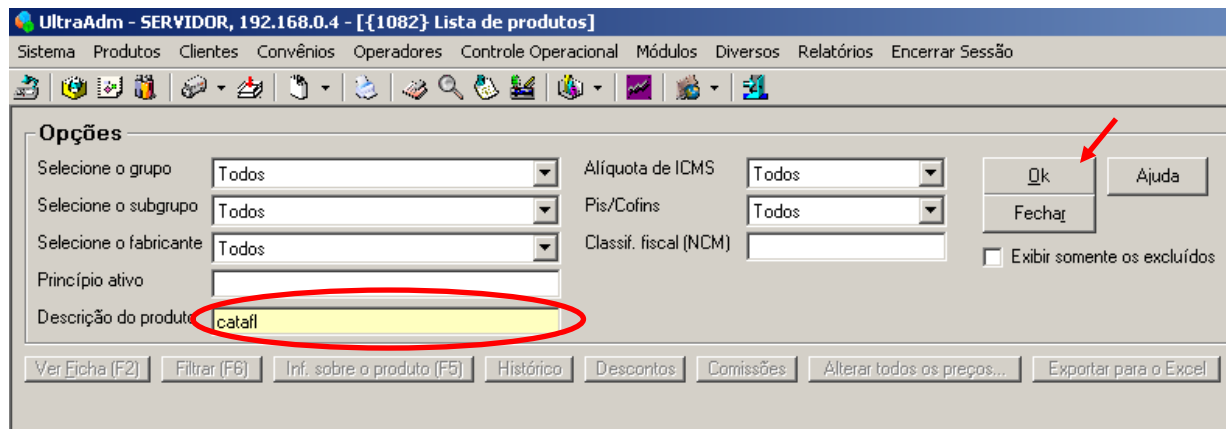 UltraAdm - SERVIDOR, 192.168.0.4 - [{1082} Lista de produtos]
Sistema Produtos Clientes Convênios Operadores Controle Operacional Módulos Diversos Relatórios Encerrar Sessão
Opções
Selecione o grupo Todos Alíquota de ICMS Todos Ok Ajuda
Selecione o subgrupo Todos Pis/Cofins Todos Fechar
Selecione o fabricante Todos Classif. fiscal (NCM) Exibir somente os excluídos
Princípio ativo
Descrição do produto catafl
Ver Ficha (F2) Filtrar (F6) Inf. sobre o produto (F5) Histórico Descontos Comissões Alterar todos os preços... Exportar para o Excel